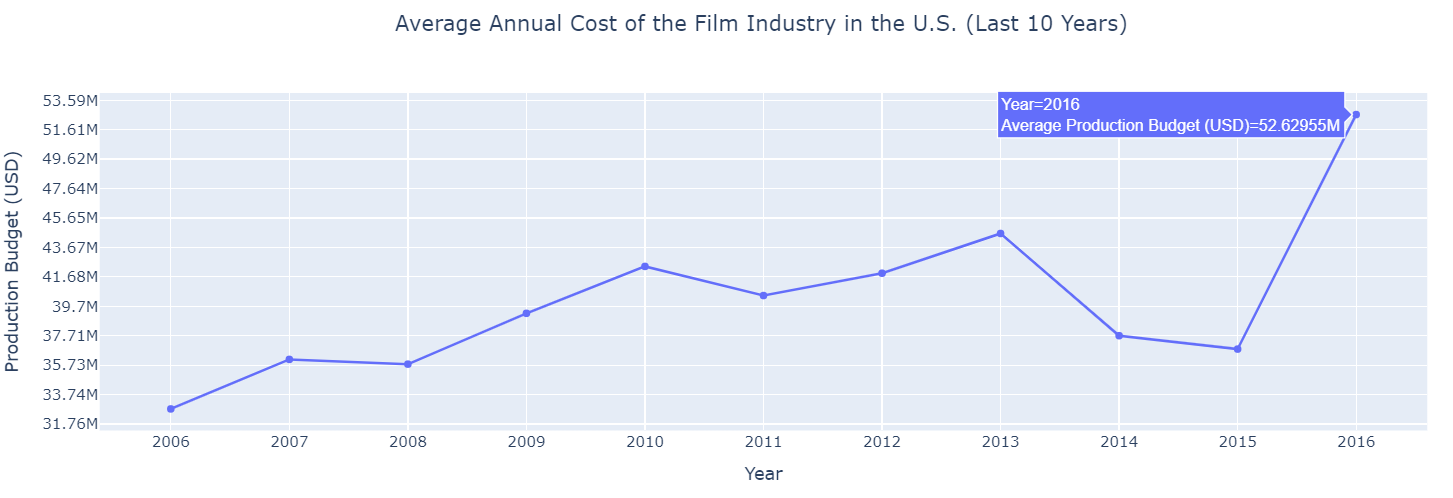 Average Annual Cost of the Film Industry in the U.S. (Last 10 Years)
Production Budget (USD)
53.59M
51.61M
49.62M
47.64M
45.65M
43.67M
41.68M
39.7M
37.71M
35.73M
33.74M
31.76M
Year=2016
Average Production Budget (USD)=52.62955M
2006 2007 2008 2009 2010 2011 2012 2013 2014 2015 2016
Year